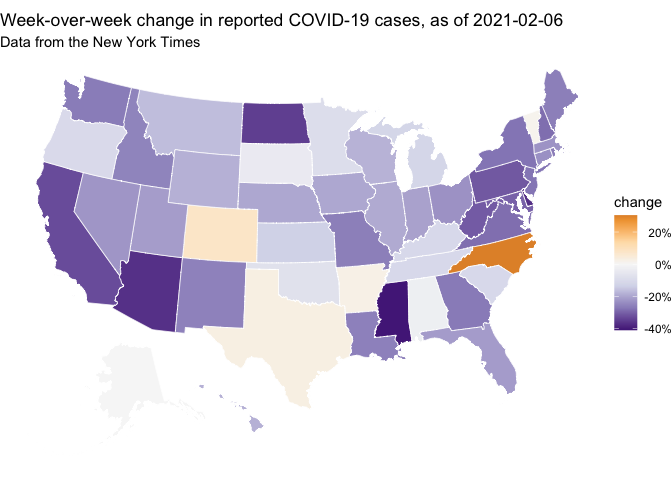 Week-over-week change in reported COVID-19 cases, as of 2021-02-06
Data from the New York Times
change
20%
0%
-20%
-40%